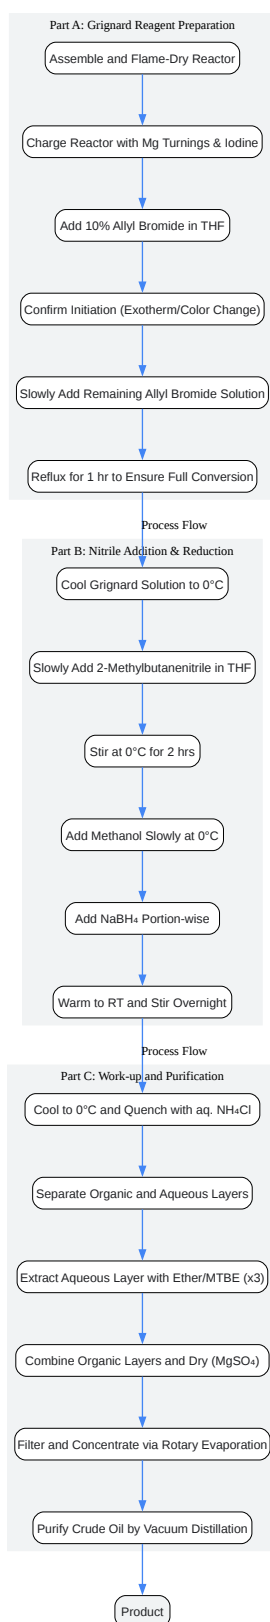 Part A: Grignard Reagent Preparation
Assemble and Flame-Dry Reactor
Charge Reactor with Mg Turnings & Iodine
Add 10% Allyl Bromide in THF
Confirm Initiation (Exotherm/Color Change)
Slowly Add Remaining Allyl Bromide Solution
Reflux for 1 hr to Ensure Full Conversion
Process Flow
Part B: Nitrile Addition & Reduction
Cool Grignard Solution to 0°C
Slowly Add 2-Methylbutanenitrile in THF
Stir at 0°C for 2 hrs
Add Methanol Slowly at 0°C
Add NaBH₄ Portion-wise
Warm to RT and Stir Overnight
Process Flow
Part C: Work-up and Purification
Cool to 0°C and Quench with aq. NH₄Cl
Separate Organic and Aqueous Layers
Extract Aqueous Layer with Ether/MTBE (x3)
Combine Organic Layers and Dry (MgSO₄)
Filter and Concentrate via Rotary Evaporation
Purify Crude Oil by Vacuum Distillation
Product